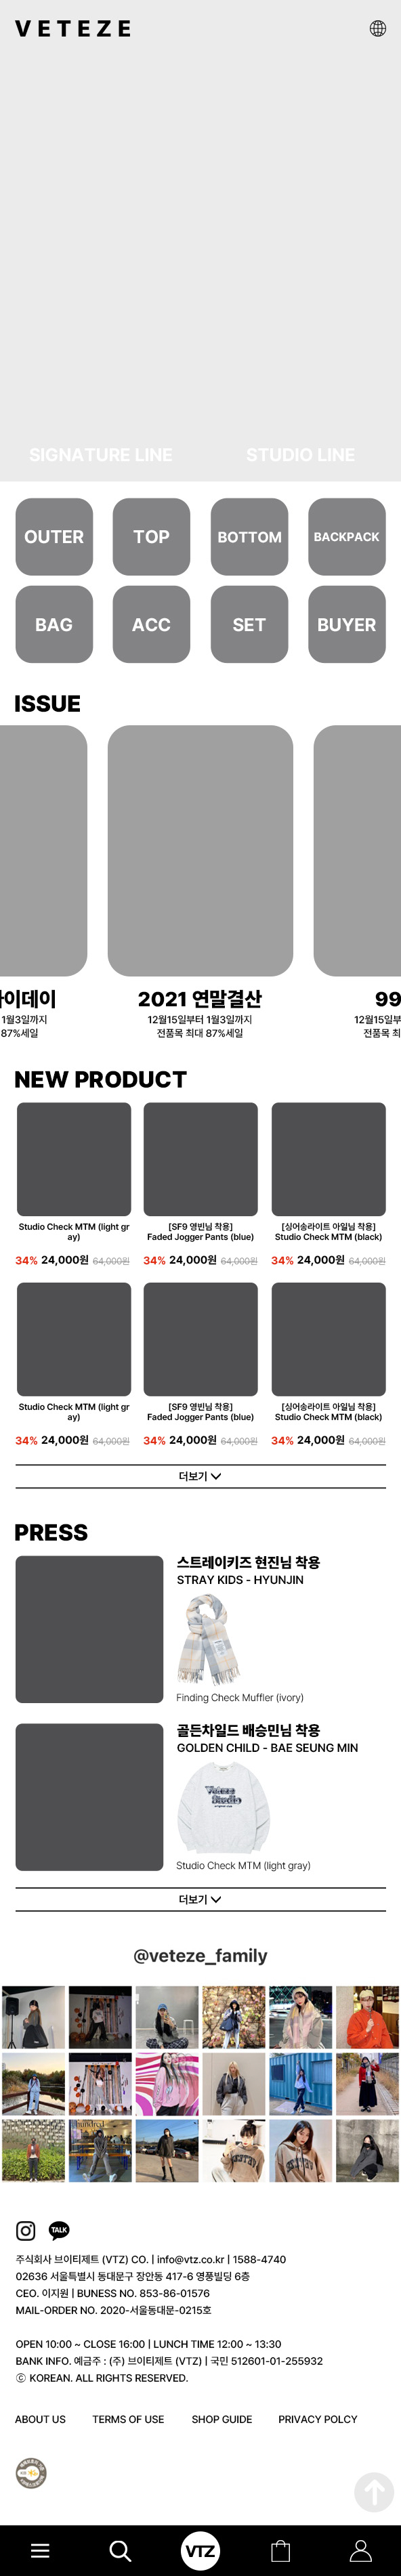 VETEZE
SIGNATURE LINE STUDIO LINE
OUTER TOP BOTTOM BACKPACK
BAG ACC SET BUYER
ISSUE
이데이 2021 연말결산 99
1월3일까지 12월15일부터 1월3일까지 12월15일부
87%세일 전품목 최대 87%세일 전품목 최
NEW PRODUCT
Studio Check MTM (light gr
ay)
[SF9 영빈님 착용]
Faded Jogger Pants (blue)
[싱어송라이트 아일님 착용]
Studio Check MTM (black)
34% 24,000원 64,000원 34% 24,000원 64,000원 34% 24,000원 64,000원
Studio Check MTM (light gr
ay)
[SF9 영빈님 착용]
Faded Jogger Pants (blue)
[싱어송라이트 아일님 착용]
Studio Check MTM (black)
34% 24,000원 64,000원 34% 24,000원 64,000원 34% 24,000원 64,000원
더보기
PRESS
스트레이키즈 현진님 착용
STRAY KIDS - HYUNJIN
Finding Check Muffler (ivory)
골든차일드 배승민님 착용
GOLDEN CHILD - BAE SEUNG MIN
Veteze
Studio
Studio Check MTM (light gray)
더보기
@veteze_family
TALK
주식회사 브이티제트 (VTZ) CO. | info@vtz.co.kr | 1588-4740
02636 서울특별시 동대문구 장안동 417-6 영풍빌딩 6층
CEO. 이지원 | BUNESS NO. 853-86-01576
MAIL-ORDER NO. 2020-서울동대문-0215호
OPEN 10:00 ~ CLOSE 16:00 | LUNCH TIME 12:00 ~ 13:30
BANK INFO. 예금주 : (주) 브이티제트 (VTZ) | 국민 512601-01-255932
ⓒ KOREAN. ALL RIGHTS RESERVED.
ABOUT US TERMS OF USE SHOP GUIDE PRIVACY POLCY
VTZ